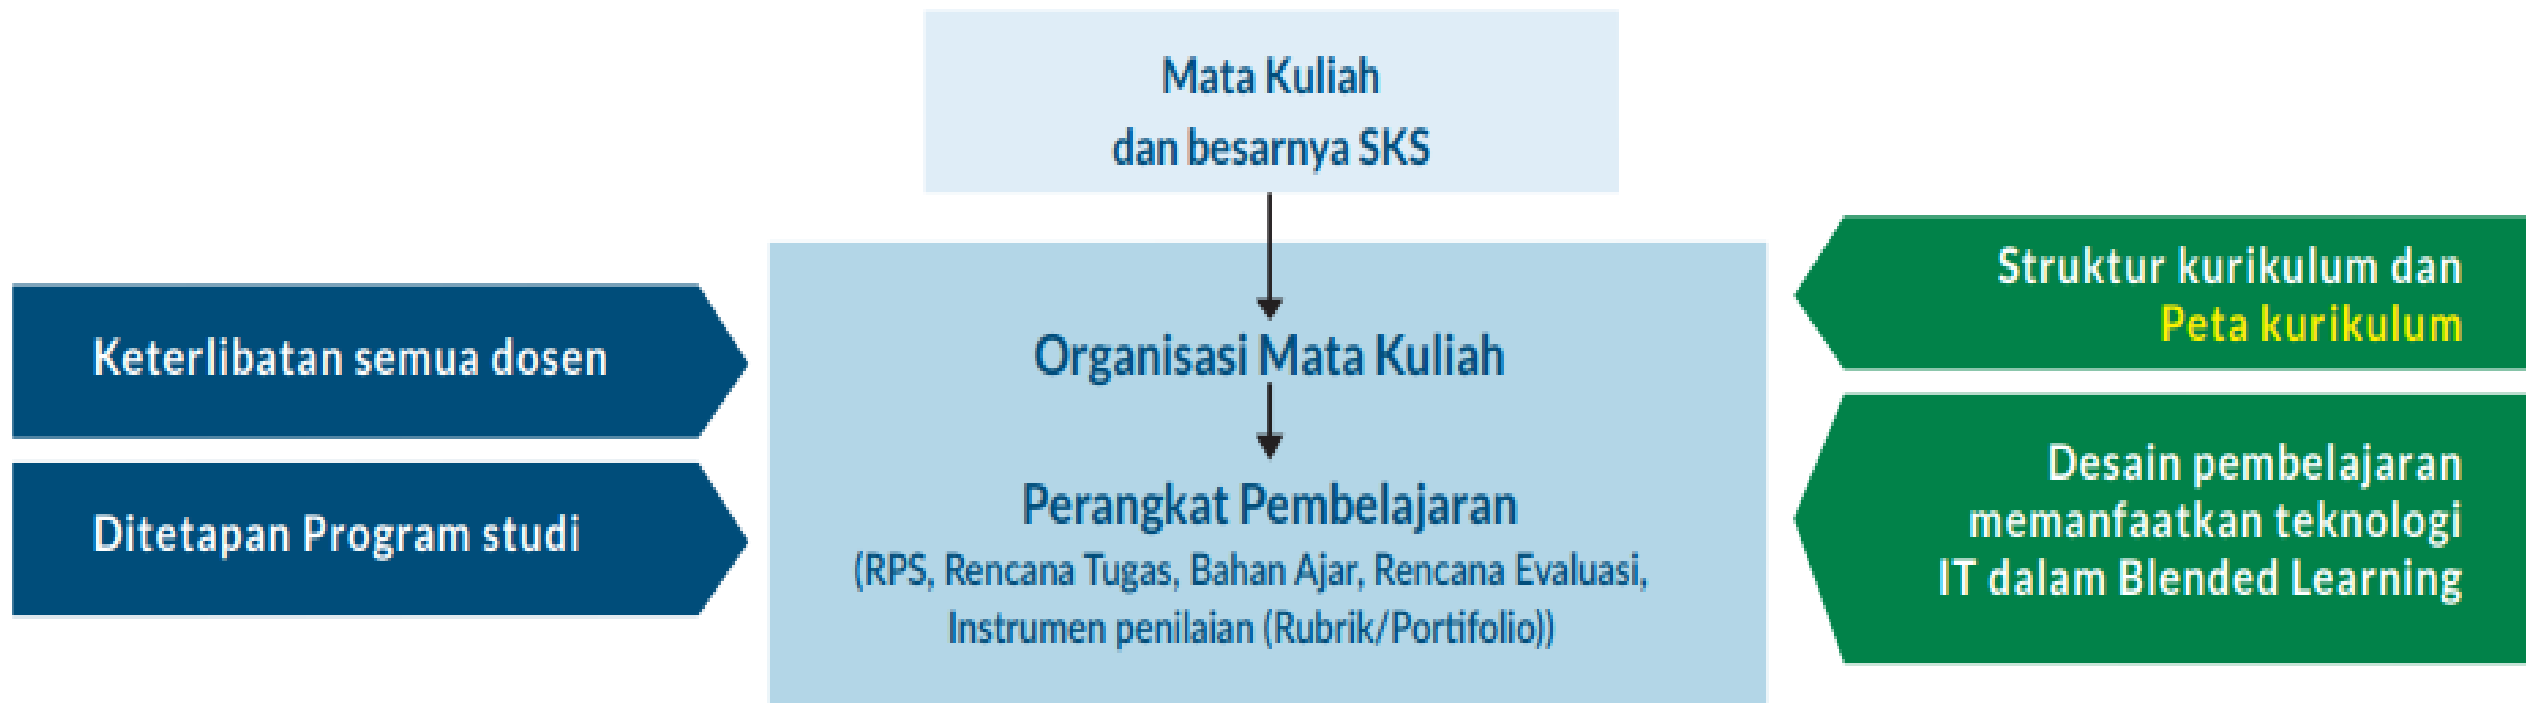 Mata Kuliah
dan besarnya SKS
Keterlibatan semua dosen
Ditetapan Program studi
Organisasi Mata Kuliah
Perangkat Pembelajaran
(RPS, Rencana Tugas, Bahan Ajar, Rencana Evaluasi,
Instrumen penilaian (Rubrik/Portifolio))
Struktur kurikulum dan
Peta kurikulum
Desain pembelajaran
memanfaatkan teknologi
IT dalam Blended Learning